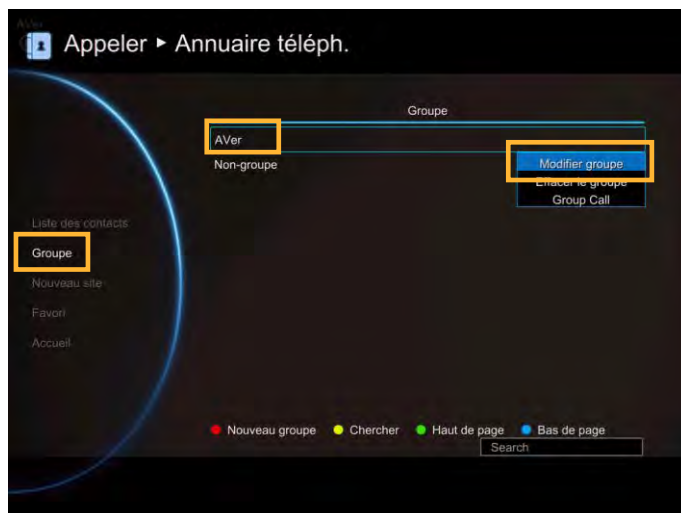 AVer
Appeler ► Annuaire téléph.
Groupe
AVer
Non-groupe
Modifier groupe
Effacer le groupe
Group Call
Liste des contacts
Groupe
Nouveau site
Favori
Accueil
Nouveau groupe Chercher Haut de page Bas de page
Search